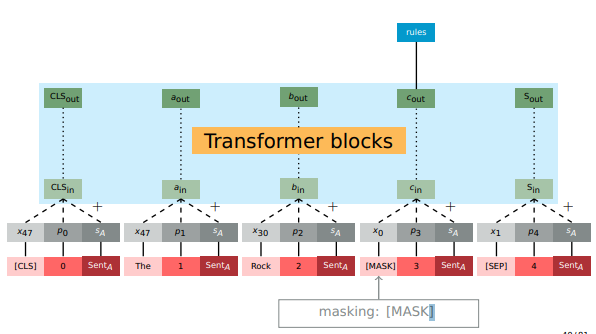 rules
CLSout aout bout cout Sout
Transformer blocks
CLSin ain bin cin Sin
+ + + + +
x47 p0 sA x47 p1 sA x30 p2 sA x0 p3 sA x1 p4 sA
[CLS] 0 SentA The 1 SentA Rock 2 SentA [MASK] 3 SentA [SEP] 4 SentA
masking: [MASK]